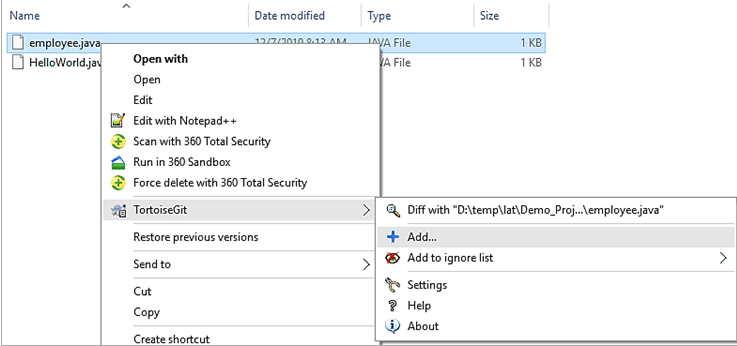 Name Date modified Type Size
employee.java 12/7/2019 8:13 AM JAVA File 1 KB
HelloWorld.jav AVA File 1 KB
Open with
Open
Edit
Edit with Notepad++
Scan with 360 Total Security
Run in 360 Sandbox
Force delete with 360 Total Security
TortoiseGit
Restore previous versions
Send to
Cut
Copy
Create shortcut
Diff with "D:\temp\lat\Demo_Proj...\employee.java"
Add...
Add to ignore list
Settings
Help
About